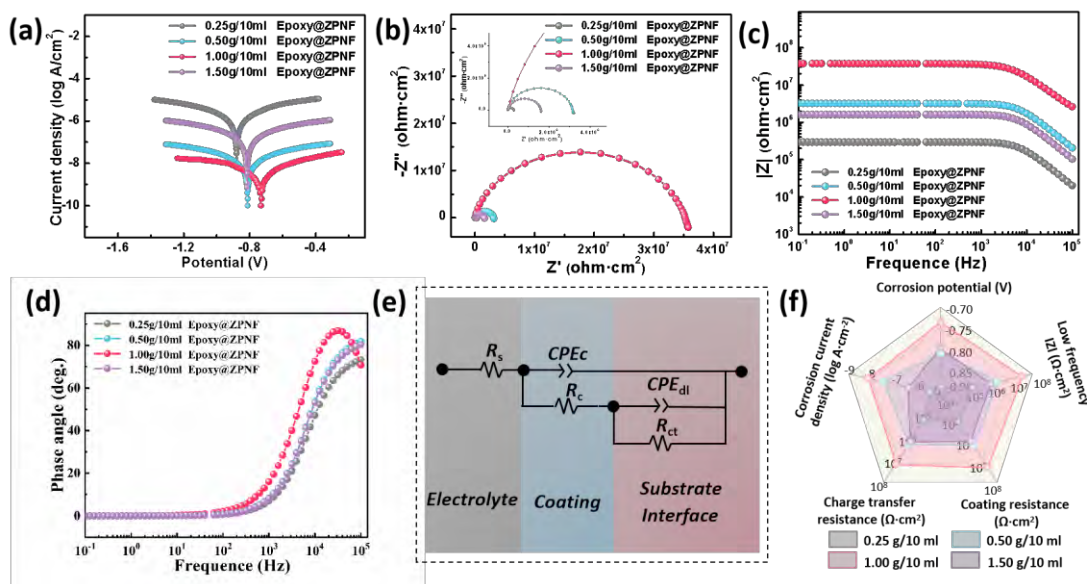 (a)
0.25g/10ml Epoxy@ZPNF
0.50g/10ml Epoxy@ZPNF
1.00g/10ml Epoxy@ZPNF
1.50g/10ml Epoxy@ZPNF
Current density (log A/cm²)
-2
-4
-6
-8
-10
-1.6 -1.2 -0.8 -0.4
Potential (V)
(b)
0.25g/10ml Epoxy@ZPNF
0.50g/10ml Epoxy@ZPNF
1.00g/10ml Epoxy@ZPNF
1.50g/10ml Epoxy@ZPNF
-Z'' (ohm·cm²)
4x10⁷
3x10⁷
2x10⁷
1x10⁷
0
0 1x10⁷ 2x10⁷ 3x10⁷ 4x10⁷
Z' (ohm·cm²)
(c)
|Z| (ohm·cm²)
10⁸
10⁷
10⁶
10⁵
10⁴
10³
0.25g/10ml Epoxy@ZPNF
0.50g/10ml Epoxy@ZPNF
1.00g/10ml Epoxy@ZPNF
1.50g/10ml Epoxy@ZPNF
10⁻¹ 10⁰ 10¹ 10² 10³ 10⁴ 10⁵
Frequence (Hz)
(d)
0.25g/10ml Epoxy@ZPNF
0.50g/10ml Epoxy@ZPNF
1.00g/10ml Epoxy@ZPNF
1.50g/10ml Epoxy@ZPNF
Phase angle (deg.)
80
60
40
20
0
10⁻¹ 10⁰ 10¹ 10² 10³ 10⁴ 10⁵
Frequence (Hz)
(e)
Rs CPEc
Rc CPEdl
Rct
Electrolyte Coating Substrate
Interface
(f)
Corrosion potential (V)
-0.70
-0.75
-0.80
-0.85
Low frequency
|Z| (Ω·cm²)
10⁸
10⁶
Corrosion current
density (log A·cm⁻²)
-9
-8
-7
10⁷
10⁸
10⁸
Charge transfer
resistance (Ω·cm²)
Coating resistance
(Ω·cm²)
0.25 g/10 ml 0.50 g/10 ml
1.00 g/10 ml 1.50 g/10 ml